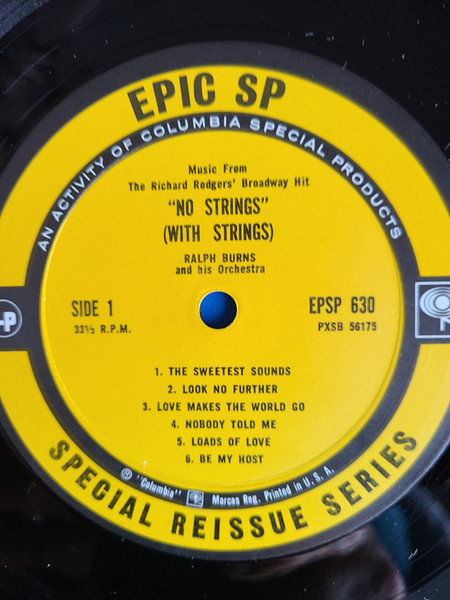 EPIC SP
AN ACTIVITY OF COLUMBIA SPECIAL PRODUCTS
Music From
The Richard Rodgers' Broadway Hit
"NO STRINGS"
(WITH STRINGS)
RALPH BURNS
and his Orchestra
SIDE 1
33⅓ R.P.M.
EPSP 630
PXSB 56175
1. THE SWEETEST SOUNDS
2. LOOK NO FURTHER
3. LOVE MAKES THE WORLD GO
4. NOBODY TOLD ME
5. LOADS OF LOVE
6. BE MY HOST
"Columbia" Marcas Reg. Printed in U. S. A.
SPECIAL REISSUE SERIES